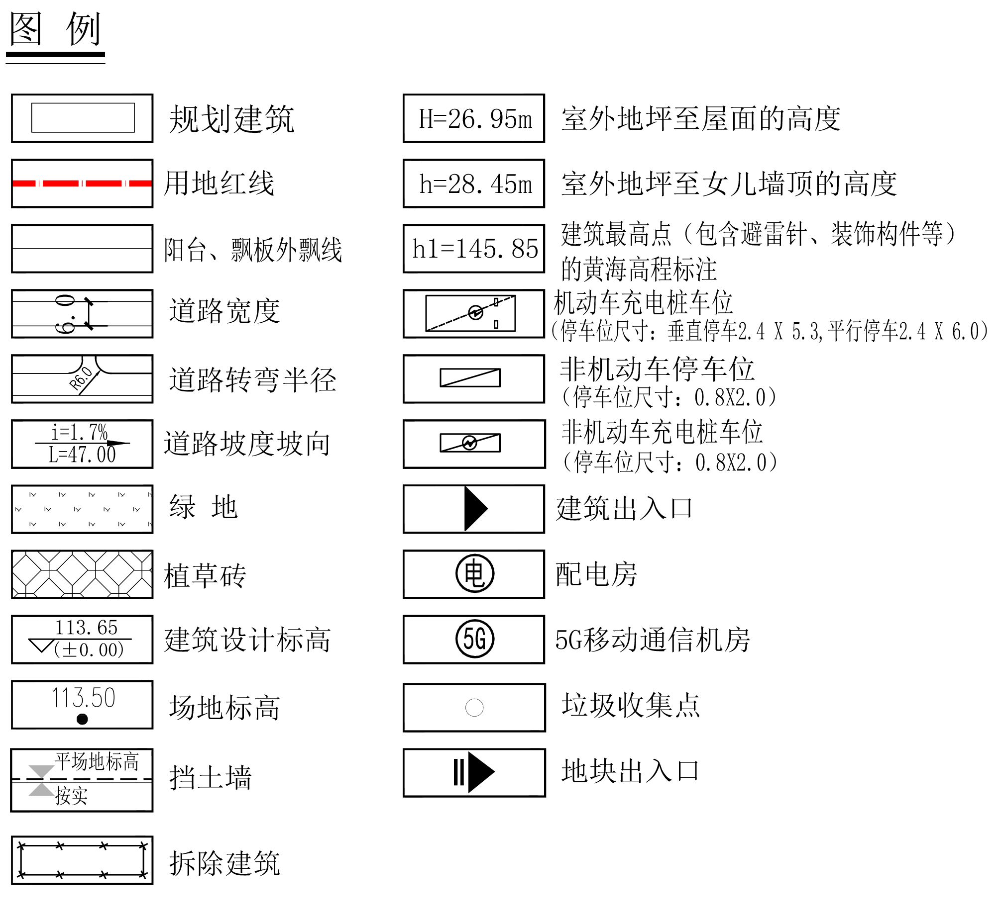 图 例
规划建筑
用地红线
阳台、飘板外飘线
6.0
道路宽度
R6.0
道路转弯半径
i=1.7%
L=47.00
道路坡度坡向
绿 地
植草砖
113.65
(±0.00)
建筑设计标高
113.50
场地标高
平场地标高
按实
挡土墙
拆除建筑
H=26.95m
室外地坪至屋面的高度
h=28.45m
室外地坪至女儿墙顶的高度
h1=145.85
建筑最高点（包含避雷针、装饰构件等）
的黄海高程标注
机动车充电桩车位
（停车位尺寸：垂直停车2.4 X 5.3,平行停车2.4 X 6.0）
非机动车停车位
（停车位尺寸：0.8X2.0）
非机动车充电桩车位
（停车位尺寸：0.8X2.0）
建筑出入口
电
配电房
5G
5G移动通信机房
垃圾收集点
地块出入口